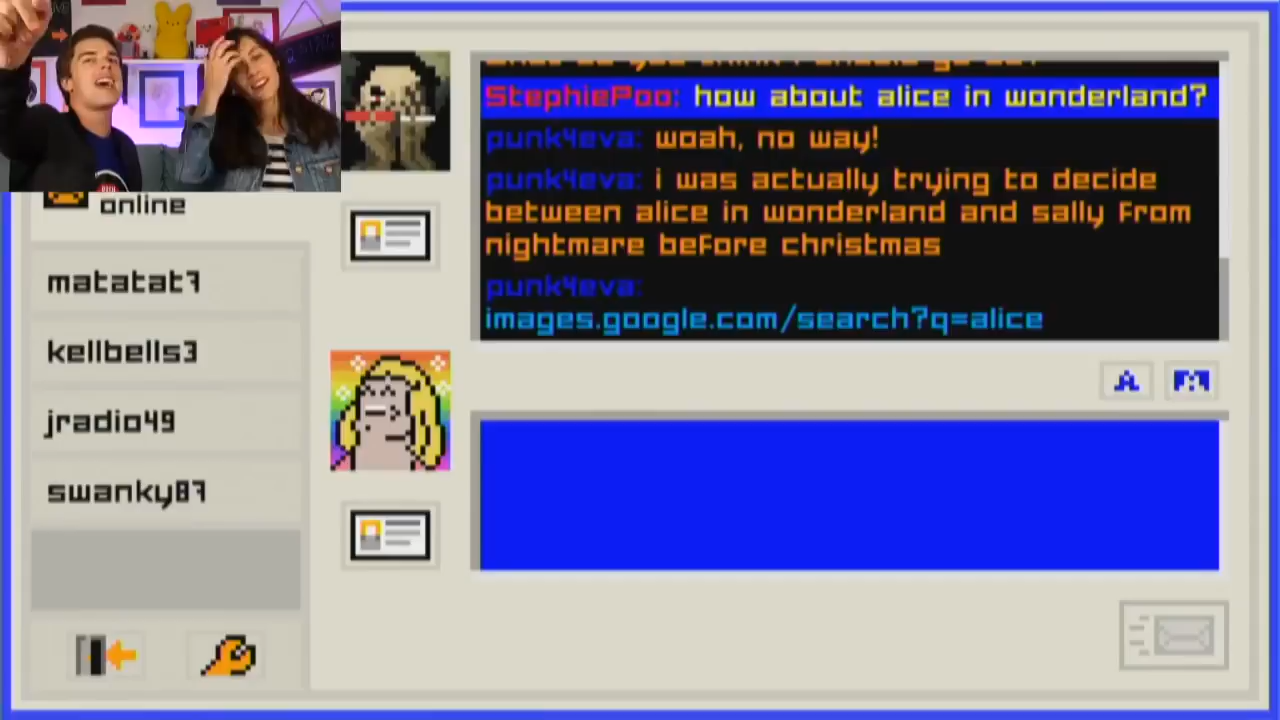 StephiePoo: how about alice in wonderland?
punk4eva: woah, no way!
punk4eva: i was actually trying to decide
between alice in wonderland and sally from
nightmare before christmas
punk4eva:
images.google.com/search?q=alice
online
matatat7
kellbells3
jradio49
swanky87
A